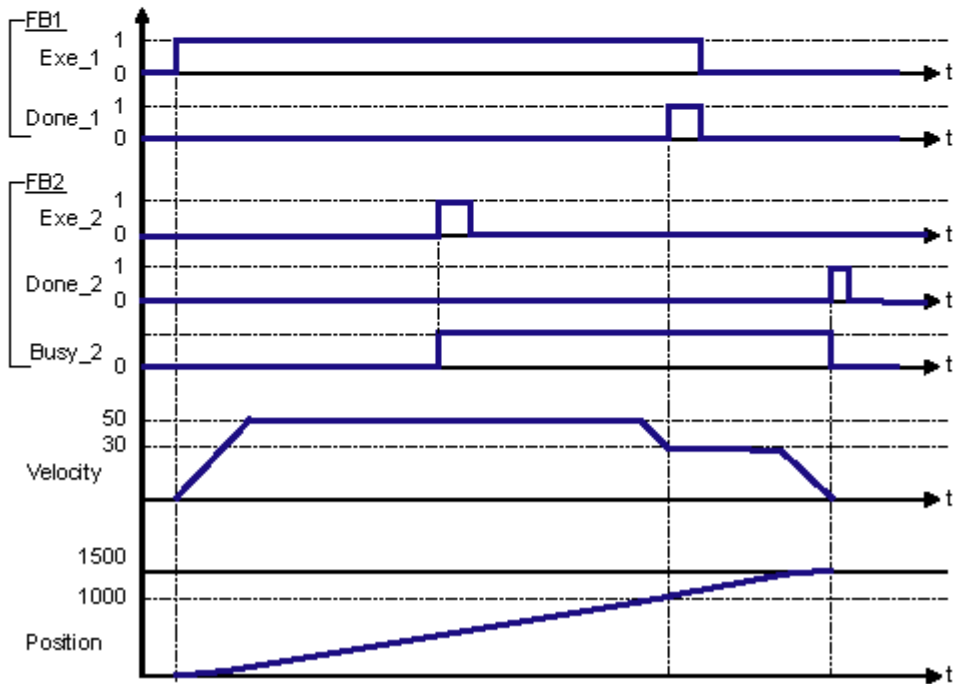 FB1
1
Exe_1
0
t
1
Done_1
0
t
FB2
1
Exe_2
0
t
1
Done_2
0
t
Busy_2
0
t
50
30
Velocity
t
1500
1000
Position
t